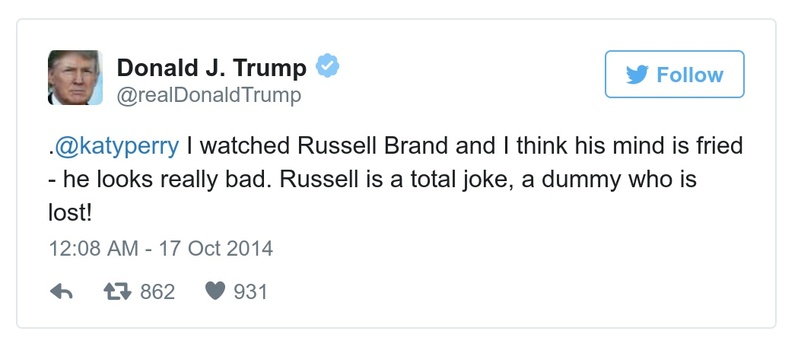 Donald J. Trump
@realDonaldTrump
Follow
.@katyperry I watched Russell Brand and I think his mind is fried
- he looks really bad. Russell is a total joke, a dummy who is
lost!
12:08 AM - 17 Oct 2014
862 931